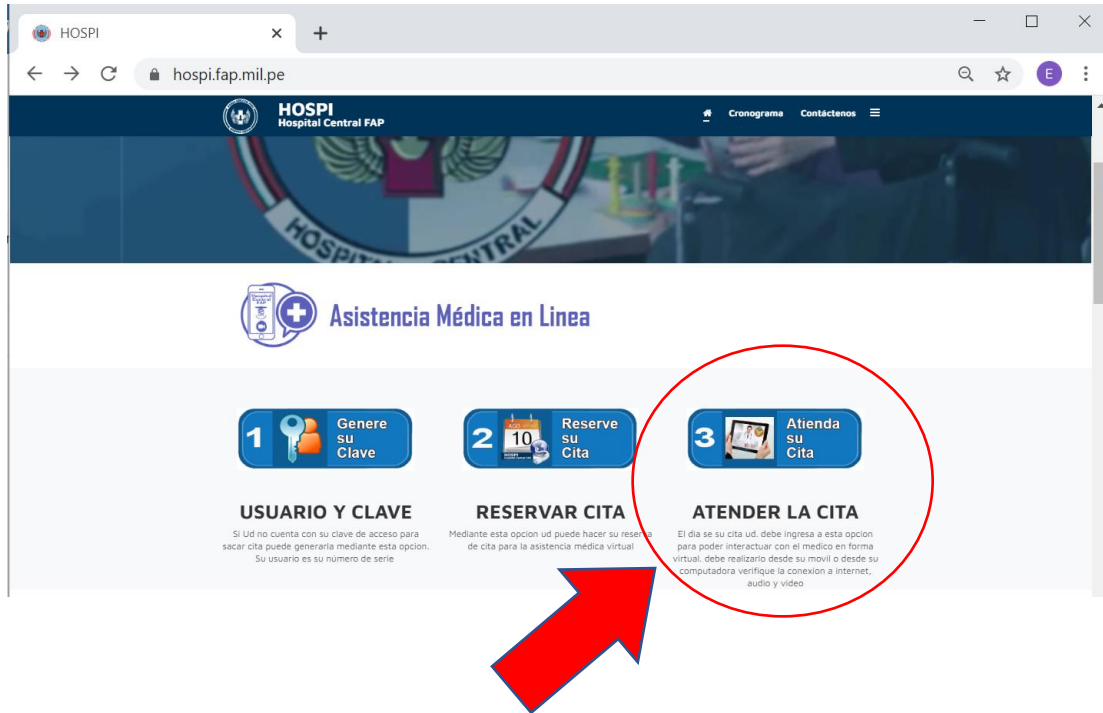 HOSPI
hospi.fap.mil.pe
E
HOSPI
Hospital Central FAP
Cronograma
Contáctenos
HOSPITAL CENTRAL
Asistencia Médica en Linea
1
Genere
su
Clave
2
10
Reserve
su
Cita
3
Atienda
su
Cita
USUARIO Y CLAVE
Si Ud no cuenta con su clave de acceso para
sacar cita puede generarla mediante esta opcion.
Su usuario es su número de serie
RESERVAR CITA
Mediante esta opcion ud puede hacer su reserva
de cita para la asistencia médica virtual
ATENDER LA CITA
El dia se su cita ud. debe ingresa a esta opcion
para poder interactuar con el medico en forma
virtual. debe realizarlo desde su movil o desde su
computadora verifique la conexion a internet,
audio y video